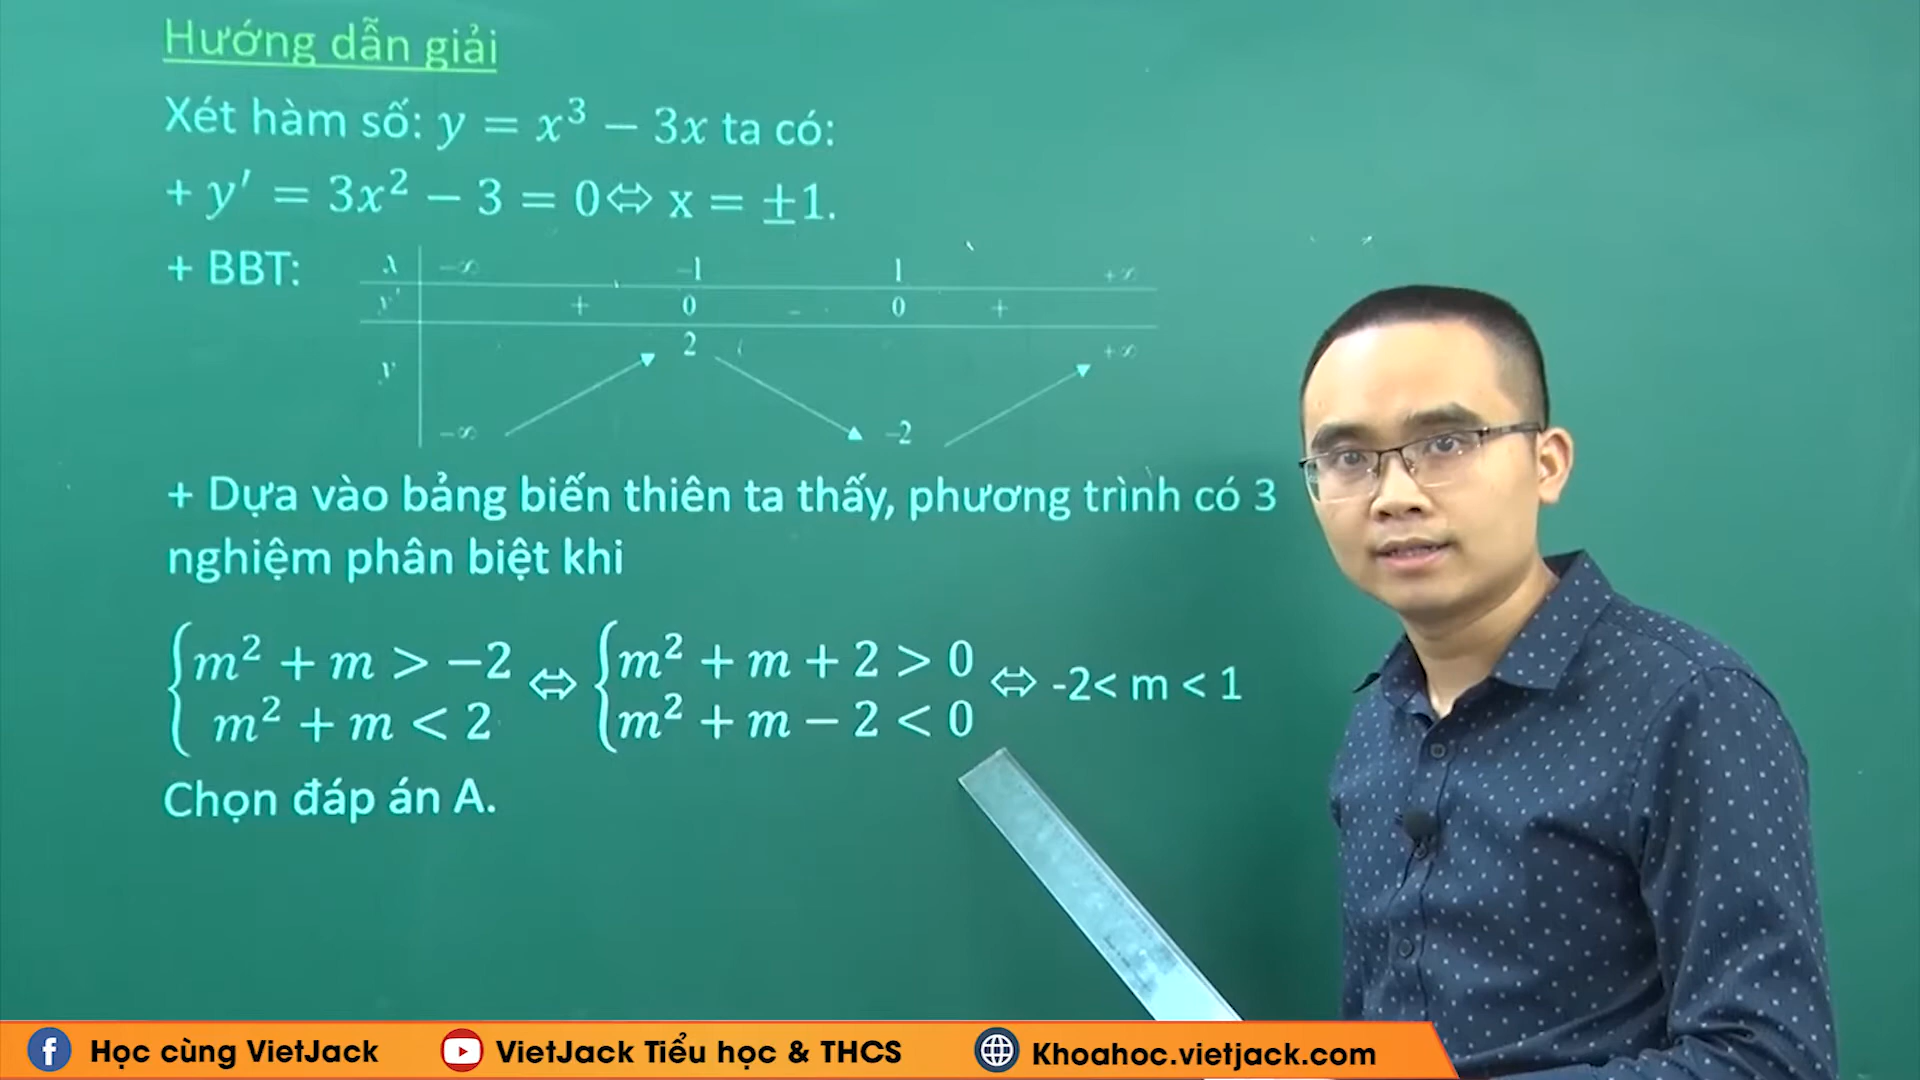 Hướng dẫn giải
Xét hàm số: y = x³ − 3x ta có:
+ y′ = 3x² − 3 = 0⇔ x = ±1.
+ BBT:
x −∞ −1 1 +∞
y' + 0 − 0 +
2 +∞
y
−∞ −2
+ Dựa vào bảng biến thiên ta thấy, phương trình có 3
nghiệm phân biệt khi
{m² + m > −2 ⇔ {m² + m + 2 > 0 ⇔ -2< m < 1
m² + m < 2 m² + m − 2 < 0
Chọn đáp án A.
Học cùng VietJack
VietJack Tiểu học & THCS
Khoahoc.vietjack.com